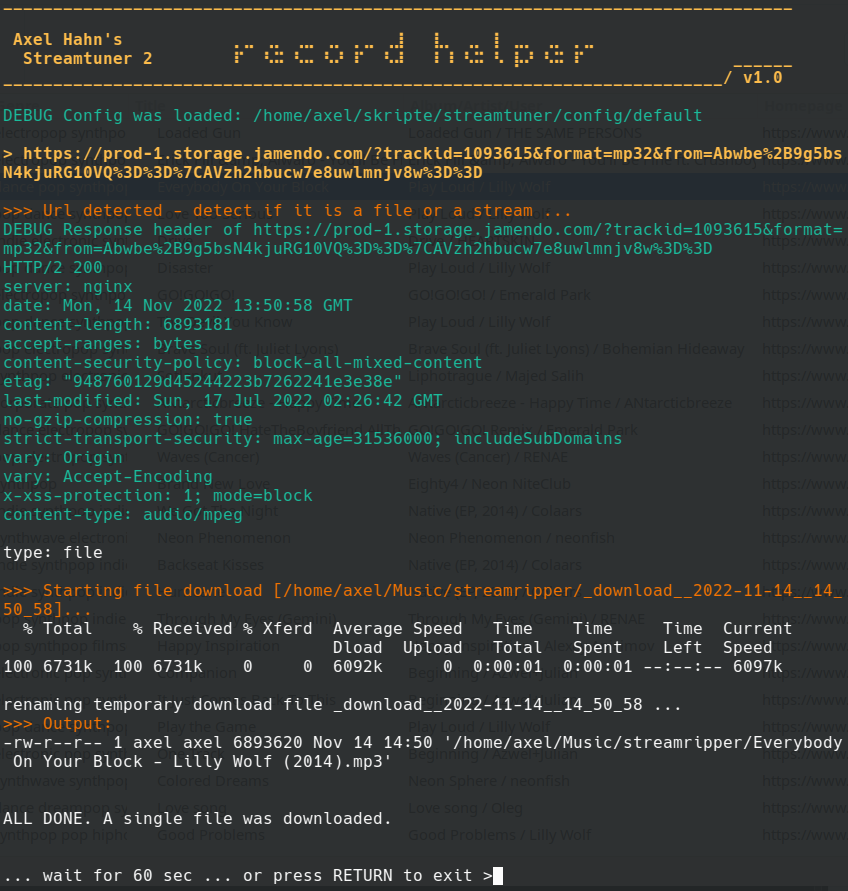 Axel Hahn's
Streamtuner 2
record helper
v1.0
DEBUG Config was loaded: /home/axel/skripte/streamtuner/config/default
> https://prod-1.storage.jamendo.com/?trackid=1093615&format=mp32&from=Abwbe%2B9g5bs
N4kjuRG10VQ%3D%3D%7CAVzh2hbucw7e8uwlmnjv8w%3D%3D
>>> Url detected - detect if it is a file or a stream ...
DEBUG Response header of https://prod-1.storage.jamendo.com/?trackid=1093615&format=
mp32&from=Abwbe%2B9g5bsN4kjuRG10VQ%3D%3D%7CAVzh2hbucw7e8uwlmnjv8w%3D%3D
HTTP/2 200
server: nginx
date: Mon, 14 Nov 2022 13:50:58 GMT
content-length: 6893181
accept-ranges: bytes
content-security-policy: block-all-mixed-content
etag: "948760129d45244223b7262241e3e38e"
last-modified: Sun, 17 Jul 2022 02:26:42 GMT
no-gzip-compression: true
strict-transport-security: max-age=31536000; includeSubDomains
vary: Origin
vary: Accept-Encoding
x-xss-protection: 1; mode=block
content-type: audio/mpeg
type: file
>>> Starting file download [/home/axel/Music/streamripper/_download__2022-11-14__14_
50_58]...
% Total % Received % Xferd Average Speed Time Time Time Current
Dload Upload Total Spent Left Speed
100 6731k 100 6731k 0 0 6092k 0 0:00:01 0:00:01 --:--:-- 6097k
renaming temporary download file _download__2022-11-14__14_50_58 ...
>>> Output:
-rw-r--r-- 1 axel axel 6893620 Nov 14 14:50 '/home/axel/Music/streamripper/Everybody
On Your Block - Lilly Wolf (2014).mp3'
ALL DONE. A single file was downloaded.
... wait for 60 sec ... or press RETURN to exit >